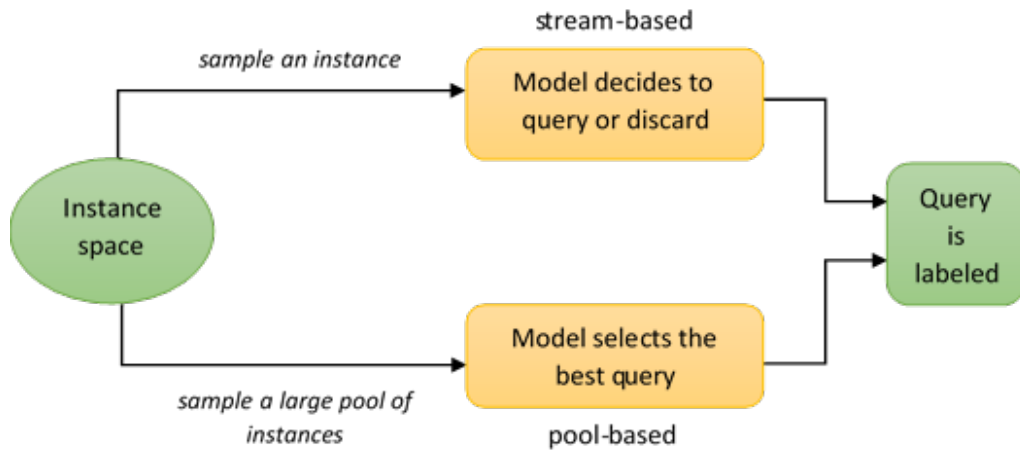 stream-based
sample an instance
Model decides to
query or discard
Instance
space
Query
is
labeled
Model selects the
best query
sample a large pool of
instances
pool-based